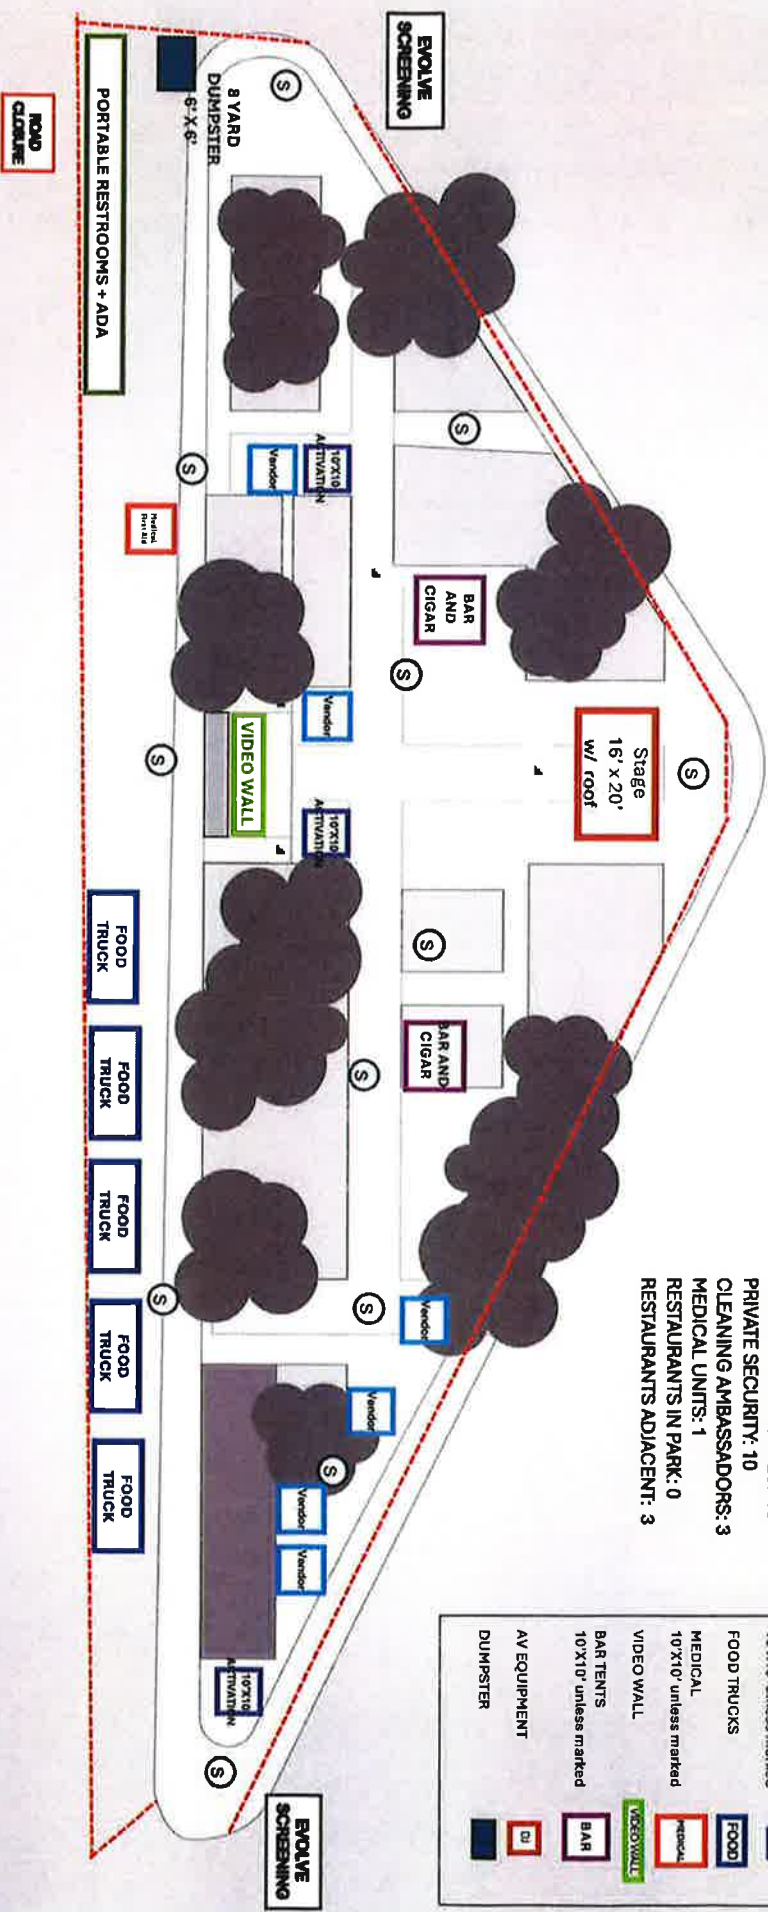 PRIVATE SECURITY: 10
CLEANING AMBASSADORS: 3
MEDICAL UNITS: 1
RESTAURANTS IN PARK: 0
RESTAURANTS ADJACENT: 3
FOOD TRUCKS
FOOD
MEDICAL
10'X10' unless marked
MEDICAL
VIDEO WALL
VIDEO WALL
BAR TENTS
10'X10' unless marked
BAR
AV EQUIPMENT
DJ
DUMPSTER
EVOLVE
SCREENING
S
Stage
16' x 20'
w/ roof
S
S
BAR
AND
CIGAR
S
S
BAR AND
CIGAR
Vendor
S
S
Vendor
S
10'X10
ACTIVATION
Vendor
Vendor
10'X10
ACTIVATION
Vendor
Vendor
Vendor
VIDEO WALL
10'X10
ACTIVATION
S
EVOLVE
SCREENING
8 YARD
DUMPSTER
6' X 6'
S
S
S
Medical
First Aid
PORTABLE RESTROOMS + ADA
FOOD
TRUCK
FOOD
TRUCK
FOOD
TRUCK
FOOD
TRUCK
FOOD
TRUCK
ROAD
CLOSURE